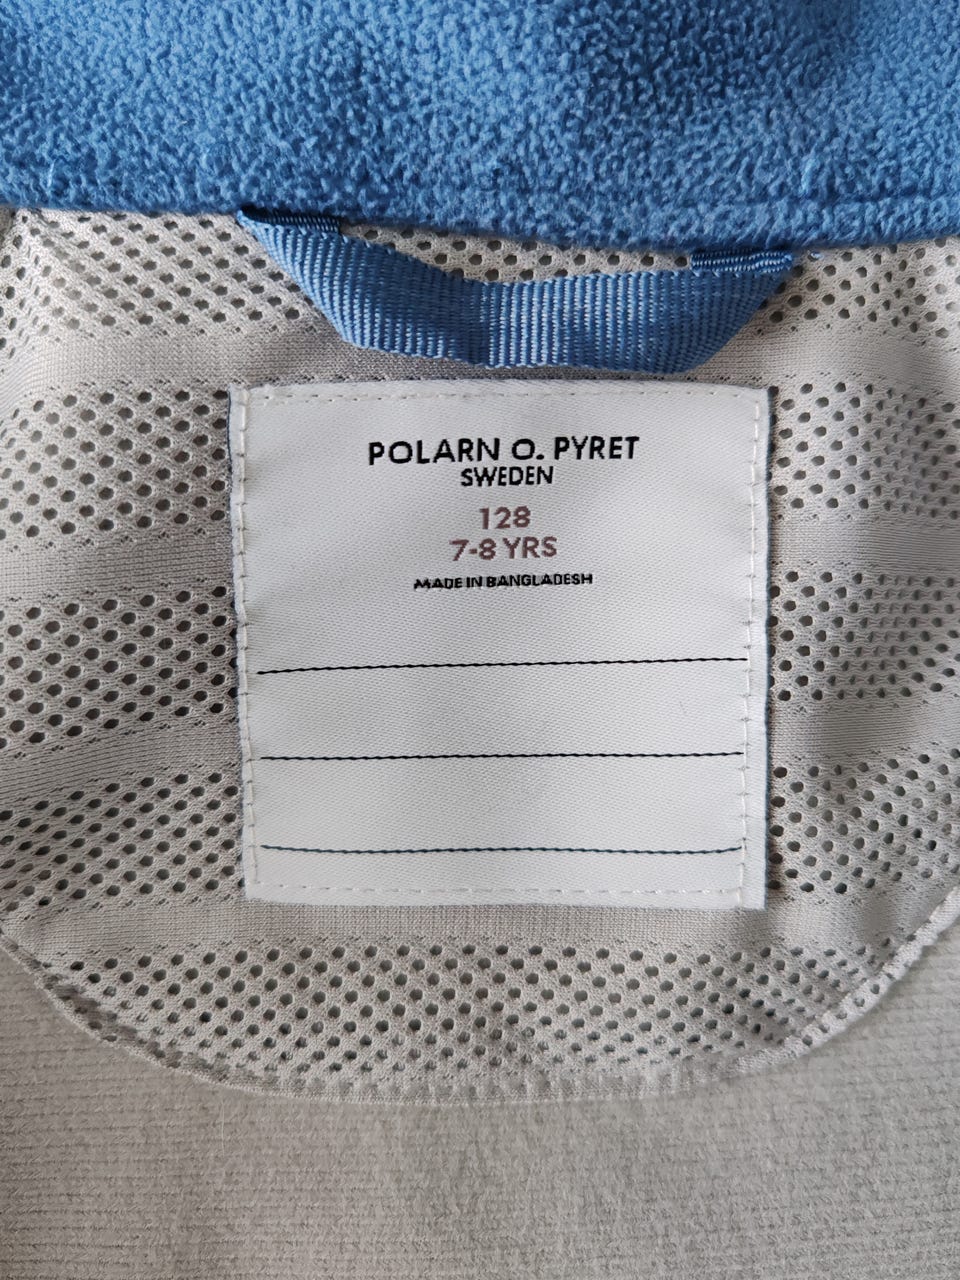 POLARN O. PYRET
SWEDEN
128
7-8 YRS
MADE IN BANGLADESH